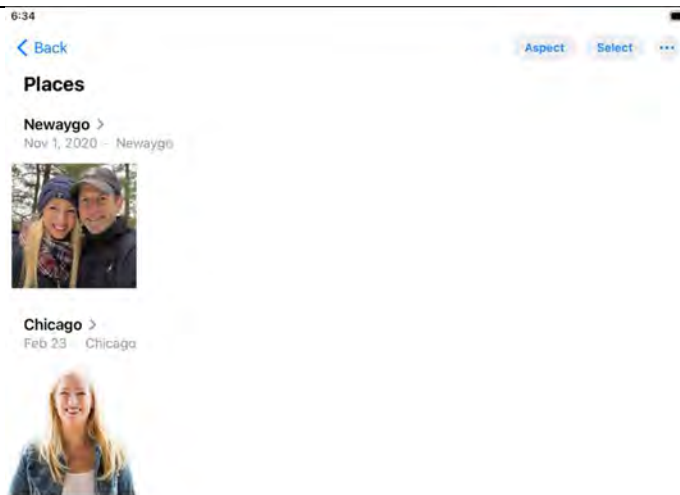 6:34
Back
Aspect
Select
Places
Newaygo >
Nov 1, 2020 – Newaygo
Chicago >
Feb 23 Chicago